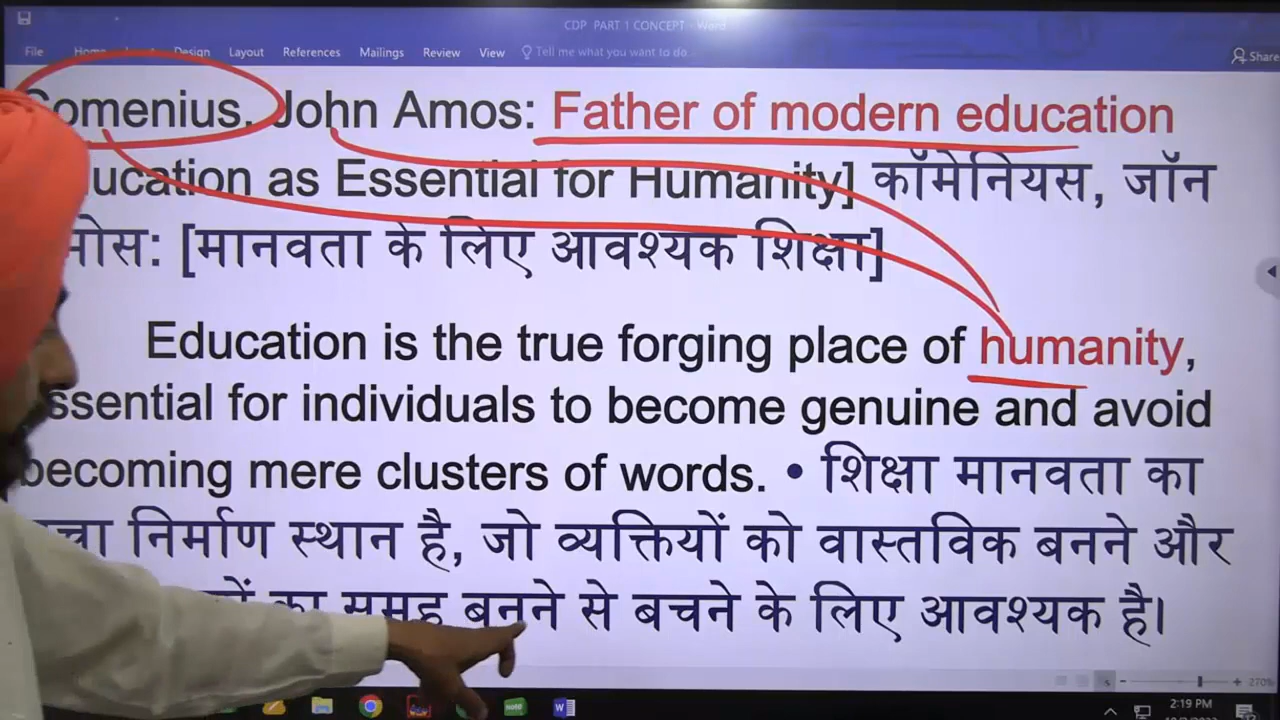 CDP PART 1 CONCEPT - Word
File Home Design Layout References Mailings Review View Tell me what you want to do Share
Comenius, John Amos: Father of modern education
as Essential for Humanity] कॉमेनियस, जॉन
[मानवता के लिए आवश्यक शिक्षा]
Education is the true forging place of humanity,
for individuals to become genuine and avoid
becoming mere clusters of words. • शिक्षा मानवता का
निर्माण स्थान है, जो व्यक्तियों को वास्तविक बनने और
का समूह बनने से बचने के लिए आवश्यक है।
270%
2:19 PM